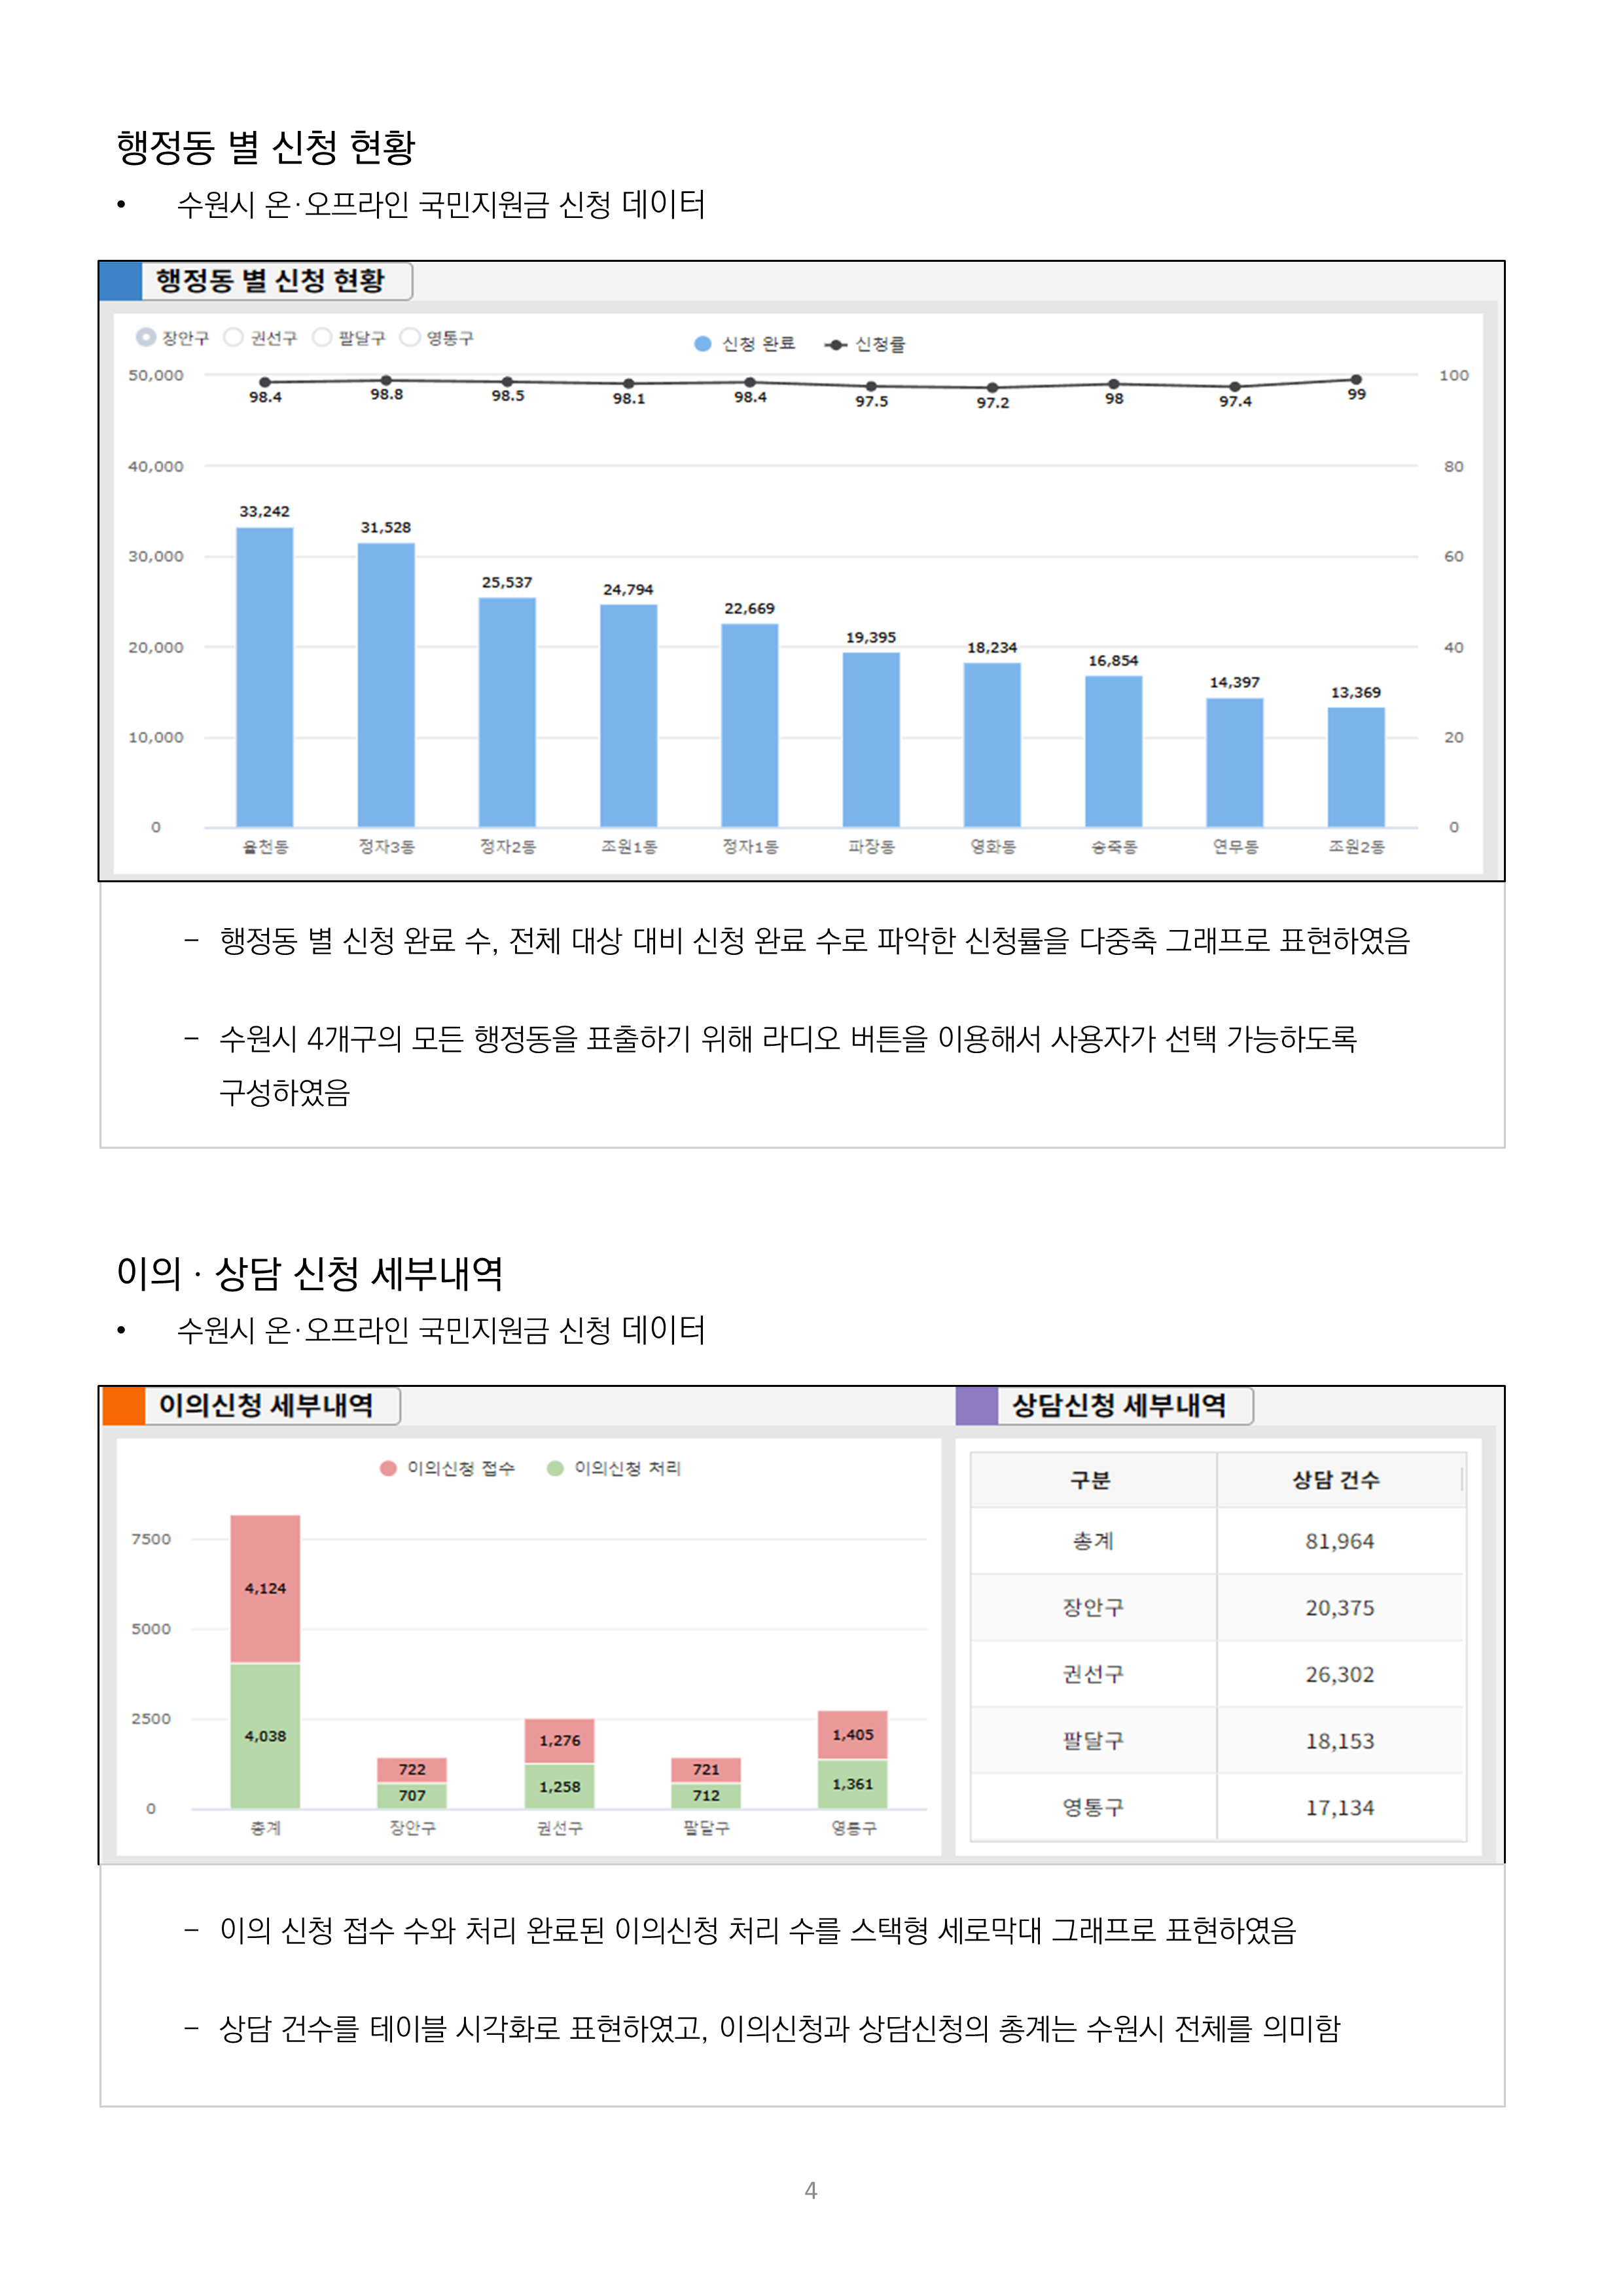 행정동 별 신청 현황
• 수원시 온·오프라인 국민지원금 신청 데이터
행정동 별 신청 현황
장안구 권선구 팔달구 영통구
신청 완료 신청률
50,000 100
98.4 98.8 98.5 98.1 98.4 97.5 97.2 98 97.4 99
40,000 80
33,242 31,528 25,537 24,794 22,669 19,395 18,234 16,854 14,397 13,369
30,000 60
20,000 40
10,000 20
0 0
율천동 정자3동 정자2동 조원1동 정자1동 파장동 영화동 송죽동 연무동 조원2동
– 행정동 별 신청 완료 수, 전체 대상 대비 신청 완료 수로 파악한 신청률을 다중축 그래프로 표현하였음
– 수원시 4개구의 모든 행정동을 표출하기 위해 라디오 버튼을 이용해서 사용자가 선택 가능하도록
구성하였음
이의 · 상담 신청 세부내역
• 수원시 온·오프라인 국민지원금 신청 데이터
이의신청 세부내역
이의신청 접수 이의신청 처리
7500
5000
2500
0
4,124 722 1,276 721 1,405
4,038 707 1,258 712 1,361
총계 장안구 권선구 팔달구 영통구
상담신청 세부내역
구분 상담 건수
총계 81,964
장안구 20,375
권선구 26,302
팔달구 18,153
영통구 17,134
– 이의 신청 접수 수와 처리 완료된 이의신청 처리 수를 스택형 세로막대 그래프로 표현하였음
– 상담 건수를 테이블 시각화로 표현하였고, 이의신청과 상담신청의 총계는 수원시 전체를 의미함
4